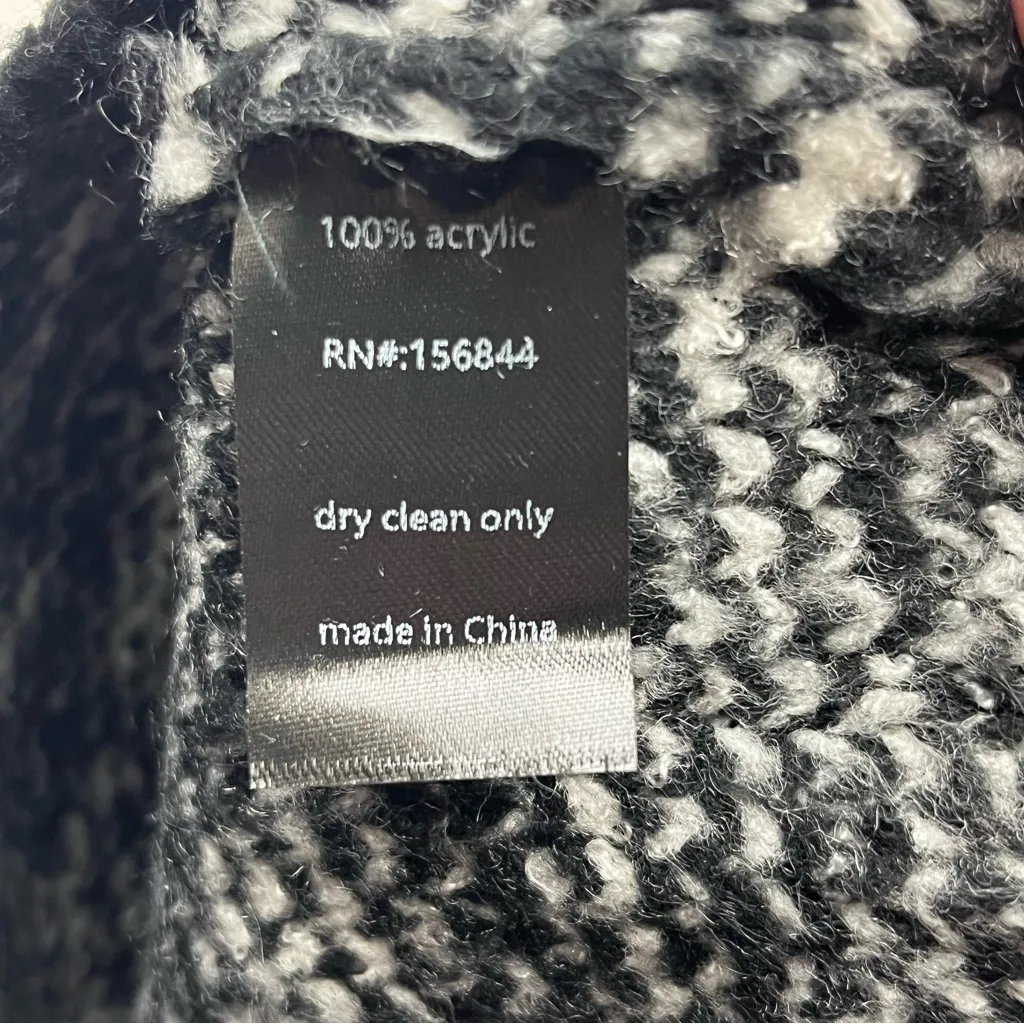 100% acrylic
RN#:156844
dry clean only
made in China